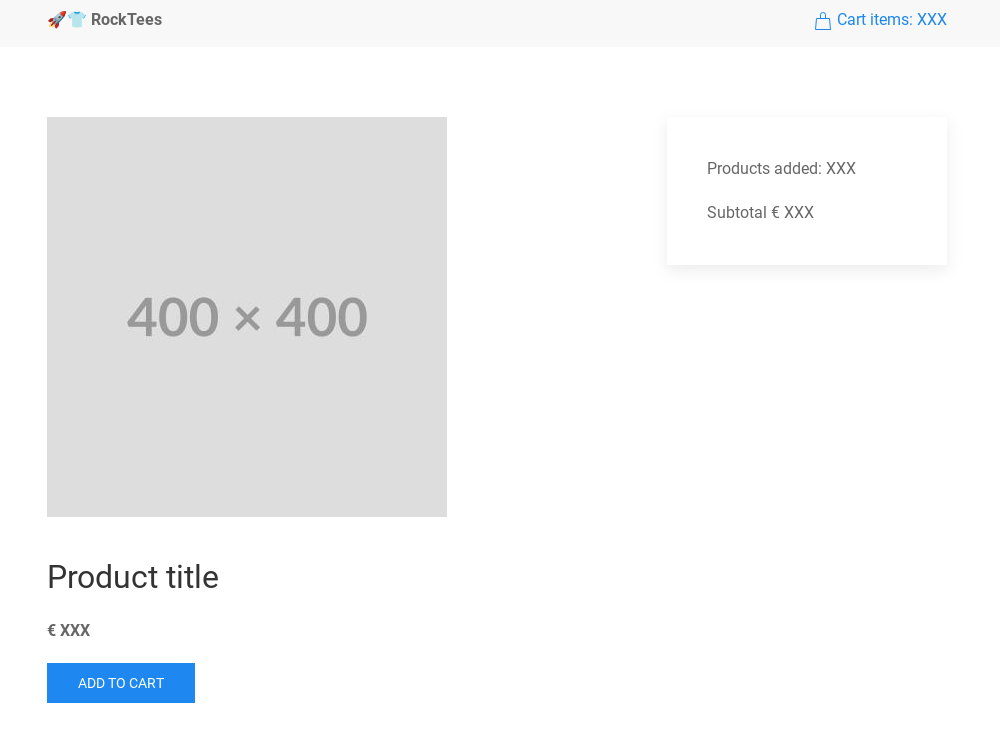 🚀👕 RockTees
Cart items: XXX
400 × 400
Products added: XXX
Subtotal € XXX
Product title
€ XXX
ADD TO CART